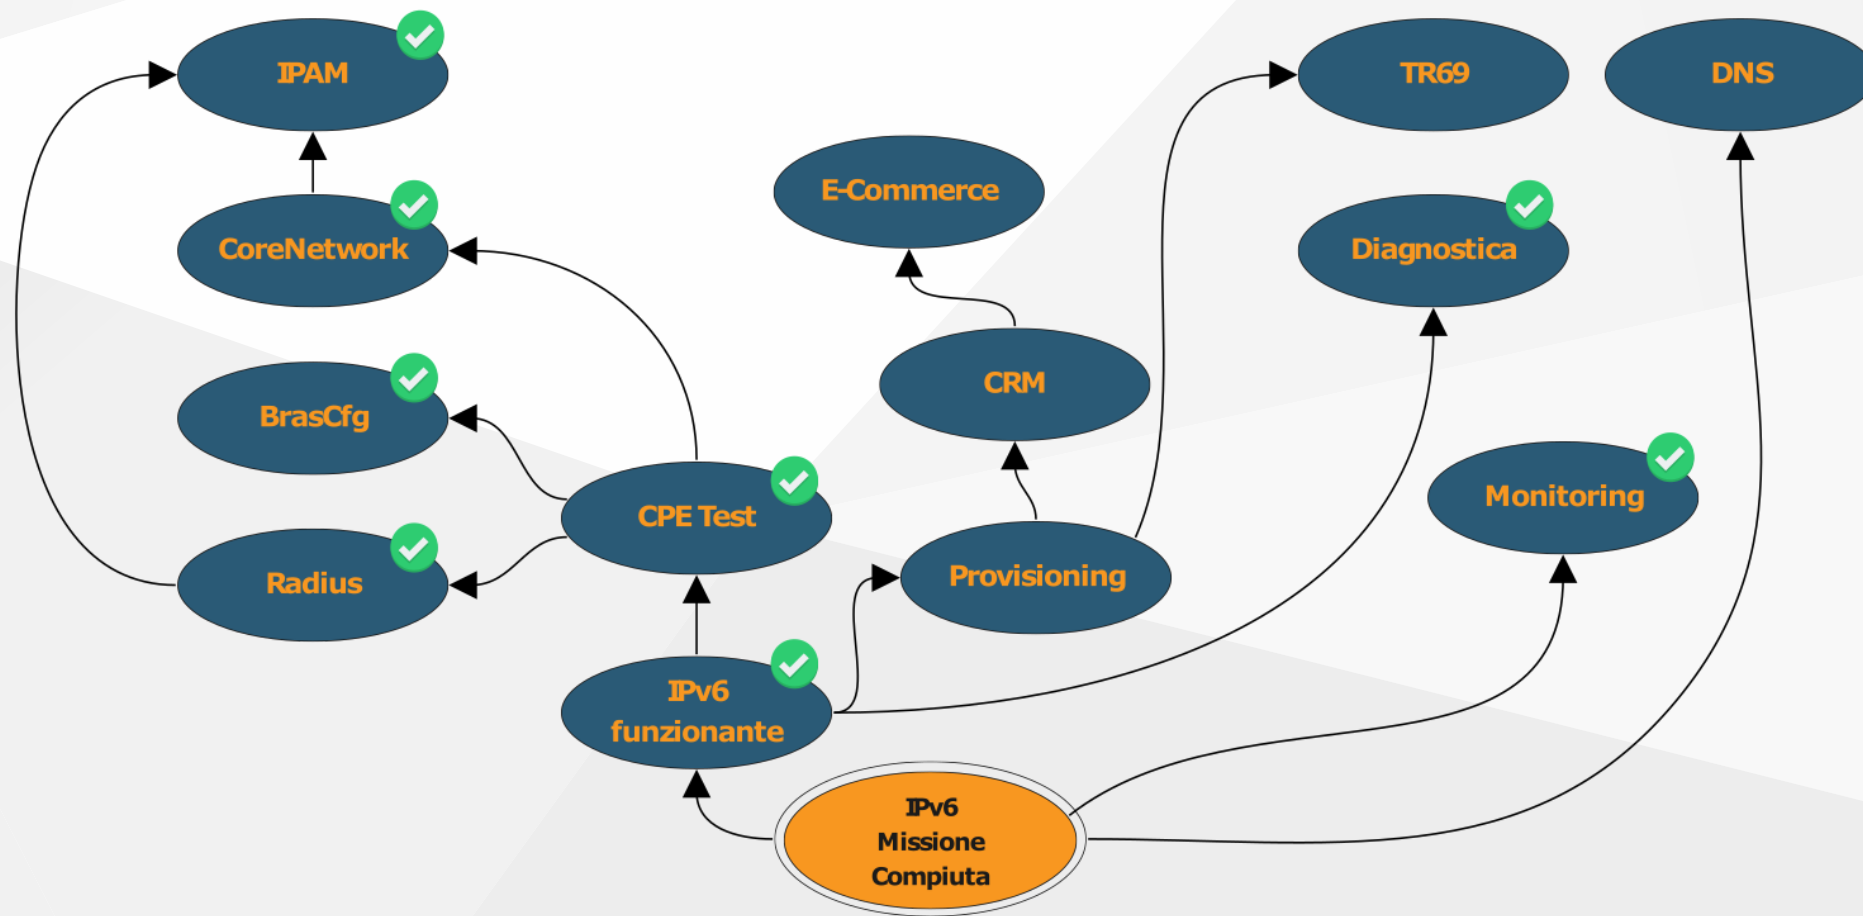 IPAM
TR69
DNS
E-Commerce
CoreNetwork
Diagnostica
CRM
BrasCfg
Monitoring
CPE Test
Provisioning
Radius
IPv6
funzionante
IPv6
Missione
Compiuta